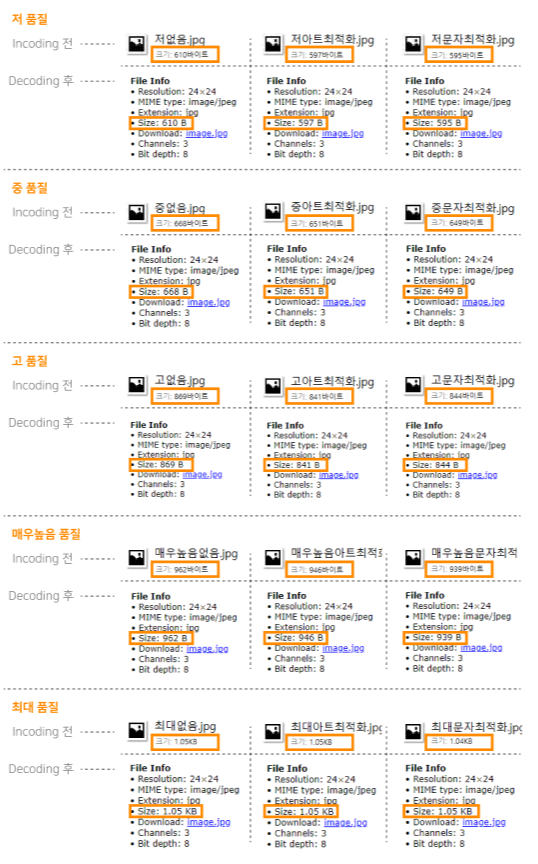 저 품질
Incoding 전
저없음.jpg
크기: 610바이트
저아트최적화.jpg
크기: 597바이트
저문자최적화.jpg
크기: 595바이트
Decoding 후
File Info
• Resolution: 24×24
• MIME type: image/jpeg
• Extension: jpg
• Size: 610 B
• Download: image.jpg
• Channels: 3
• Bit depth: 8
File Info
• Resolution: 24×24
• MIME type: image/jpeg
• Extension: jpg
• Size: 597 B
• Download: image.jpg
• Channels: 3
• Bit depth: 8
File Info
• Resolution: 24×24
• MIME type: image/jpeg
• Extension: jpg
• Size: 595 B
• Download: image.jpg
• Channels: 3
• Bit depth: 8
중 품질
Incoding 전
중없음.jpg
크기: 668바이트
중아트최적화.jpg
크기: 651바이트
중문자최적화.jpg
크기: 649바이트
Decoding 후
File Info
• Resolution: 24×24
• MIME type: image/jpeg
• Extension: jpg
• Size: 668 B
• Download: image.jpg
• Channels: 3
• Bit depth: 8
File Info
• Resolution: 24×24
• MIME type: image/jpeg
• Extension: jpg
• Size: 651 B
• Download: image.jpg
• Channels: 3
• Bit depth: 8
File Info
• Resolution: 24×24
• MIME type: image/jpeg
• Extension: jpg
• Size: 649 B
• Download: image.jpg
• Channels: 3
• Bit depth: 8
고 품질
Incoding 전
고없음.jpg
크기: 869바이트
고아트최적화.jpg
크기: 841바이트
고문자최적화.jpg
크기: 844바이트
Decoding 후
File Info
• Resolution: 24×24
• MIME type: image/jpeg
• Extension: jpg
• Size: 869 B
• Download: image.jpg
• Channels: 3
• Bit depth: 8
File Info
• Resolution: 24×24
• MIME type: image/jpeg
• Extension: jpg
• Size: 841 B
• Download: image.jpg
• Channels: 3
• Bit depth: 8
File Info
• Resolution: 24×24
• MIME type: image/jpeg
• Extension: jpg
• Size: 844 B
• Download: image.jpg
• Channels: 3
• Bit depth: 8
매우높음 품질
Incoding 전
매우높음없음.jpg
크기: 962바이트
매우높음아트최적
크기: 946바이트
매우높음문자최적
크기: 939바이트
Decoding 후
File Info
• Resolution: 24×24
• MIME type: image/jpeg
• Extension: jpg
• Size: 962 B
• Download: image.jpg
• Channels: 3
• Bit depth: 8
File Info
• Resolution: 24×24
• MIME type: image/jpeg
• Extension: jpg
• Size: 946 B
• Download: image.jpg
• Channels: 3
• Bit depth: 8
File Info
• Resolution: 24×24
• MIME type: image/jpeg
• Extension: jpg
• Size: 939 B
• Download: image.jpg
• Channels: 3
• Bit depth: 8
최대 품질
Incoding 전
최대없음.jpg
크기: 1.05KB
최대아트최적화.jpg
크기: 1.05KB
최대문자최적화.jpg
크기: 1.04KB
Decoding 후
File Info
• Resolution: 24×24
• MIME type: image/jpeg
• Extension: jpg
• Size: 1.05 KB
• Download: image.jpg
• Channels: 3
• Bit depth: 8
File Info
• Resolution: 24×24
• MIME type: image/jpeg
• Extension: jpg
• Size: 1.05 KB
• Download: image.jpg
• Channels: 3
• Bit depth: 8
File Info
• Resolution: 24×24
• MIME type: image/jpeg
• Extension: jpg
• Size: 1.05 KB
• Download: image.jpg
• Channels: 3
• Bit depth: 8